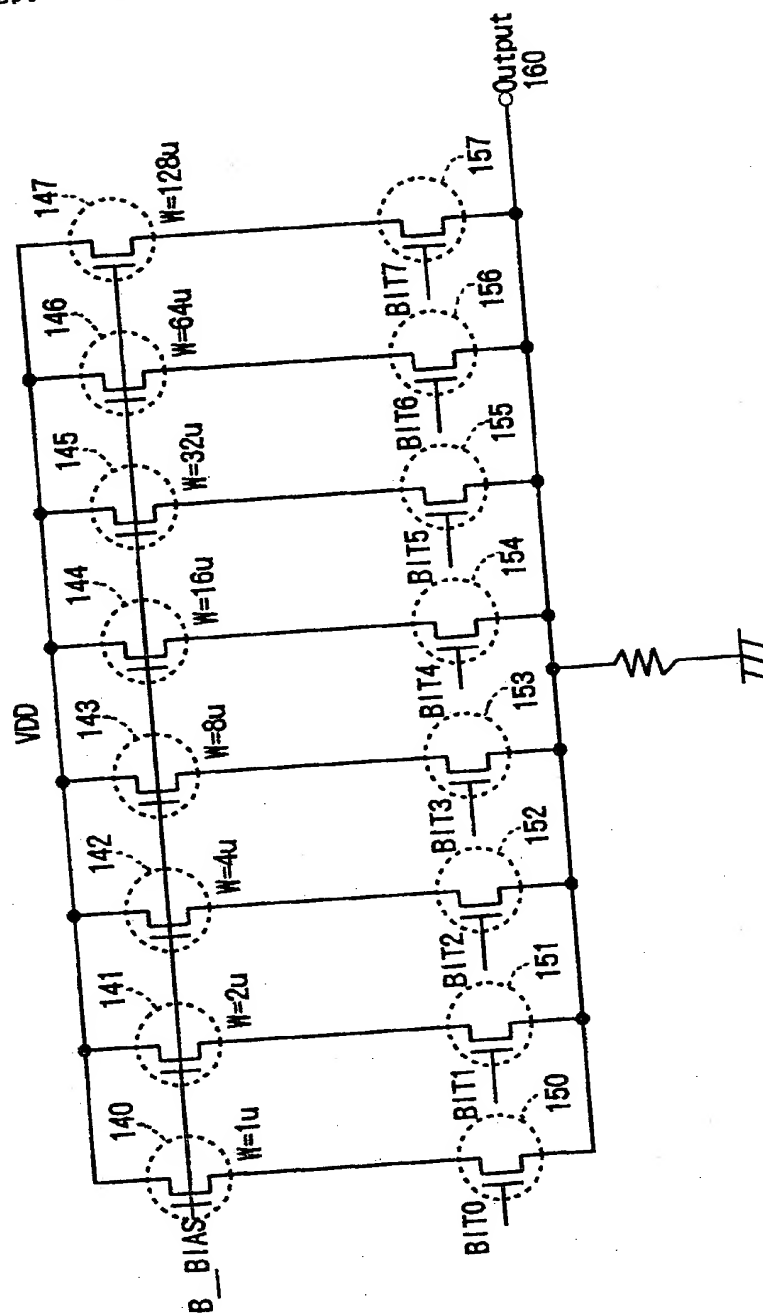 VDD
140
141
142
143
144
145
146
147
B_BIAS
W=1u
W=2u
W=4u
W=8u
W=16u
W=32u
W=64u
W=128u
BIT0
BIT1
BIT2
BIT3
BIT4
BIT5
BIT6
BIT7
150
151
152
153
154
155
156
157
Output
160